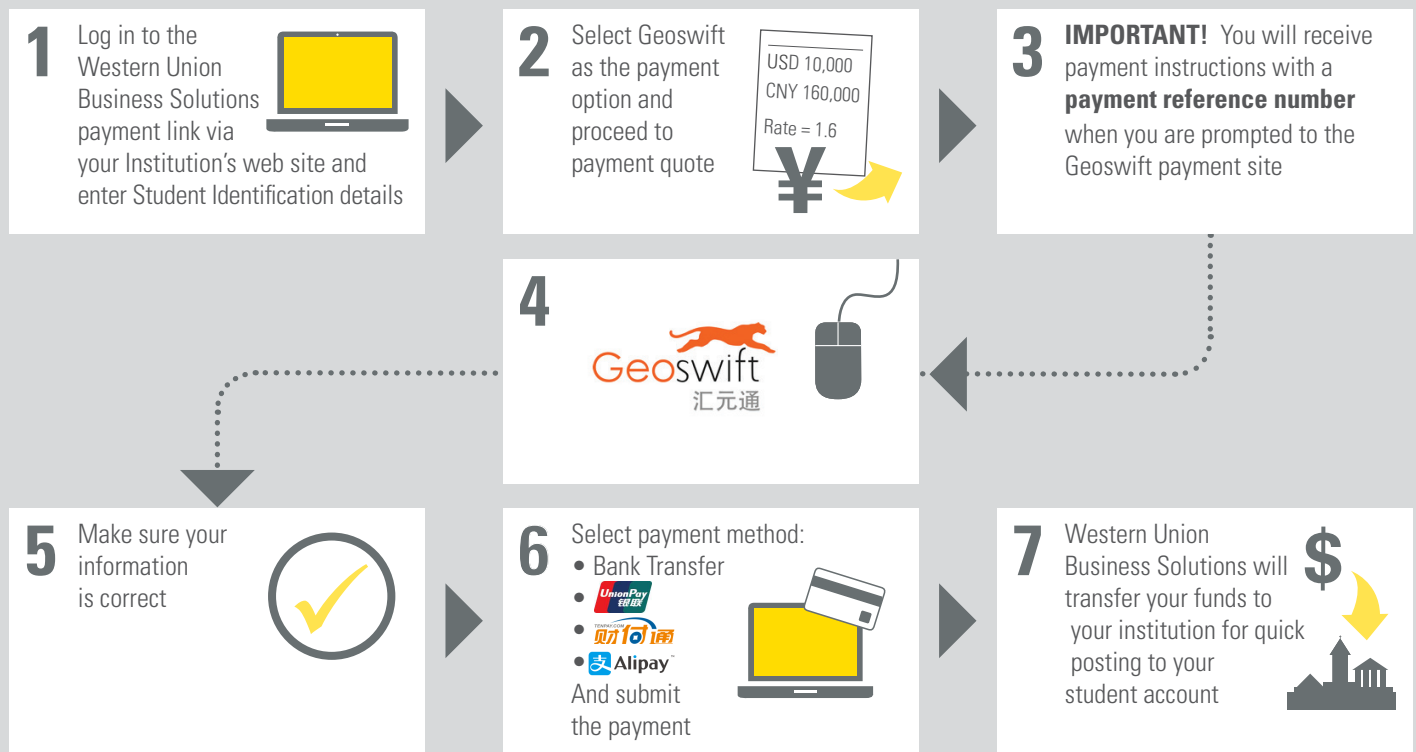 1
Log in to the
Western Union
Business Solutions
payment link via
your Institution’s web site and
enter Student Identification details
2
Select Geoswift
as the payment
option and
proceed to
payment quote
USD 10,000
CNY 160,000
Rate = 1.6
¥
3
IMPORTANT! You will receive
payment instructions with a
payment reference number
when you are prompted to the
Geoswift payment site
4
Geoswift
汇元通
5
Make sure your
information
is correct
6
Select payment method:
• Bank Transfer
• UnionPay
银联
• TENPAY.COM
财付通
• 支 Alipay™
And submit
the payment
7
Western Union
Business Solutions will
transfer your funds to
your institution for quick
posting to your
student account
$